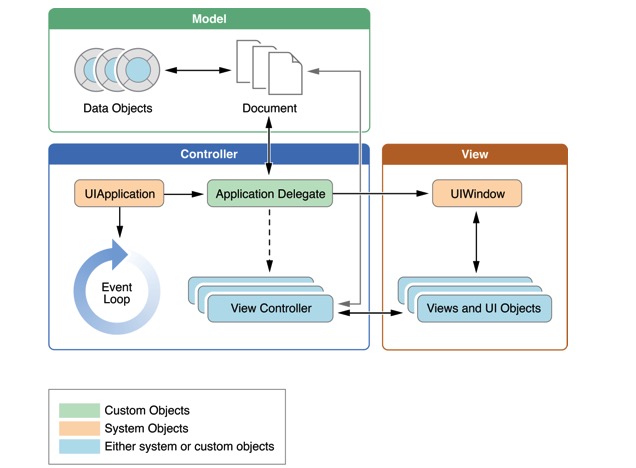 Model
Data Objects
Document
Controller
View
UIApplication
Application Delegate
UIWindow
Event
Loop
View Controller
Views and UI Objects
Custom Objects
System Objects
Either system or custom objects